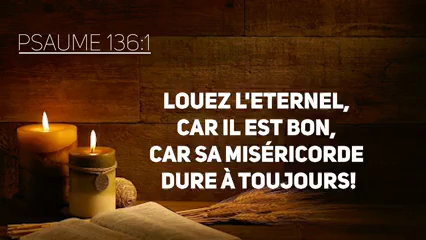 PSAUME 136:1
LOUEZ L'ETERNEL,
CAR IL EST BON,
CAR SA MISÉRICORDE
DURE À TOUJOURS!